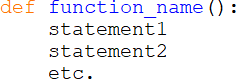 def function_name():
    statement1
    statement2
    etc.